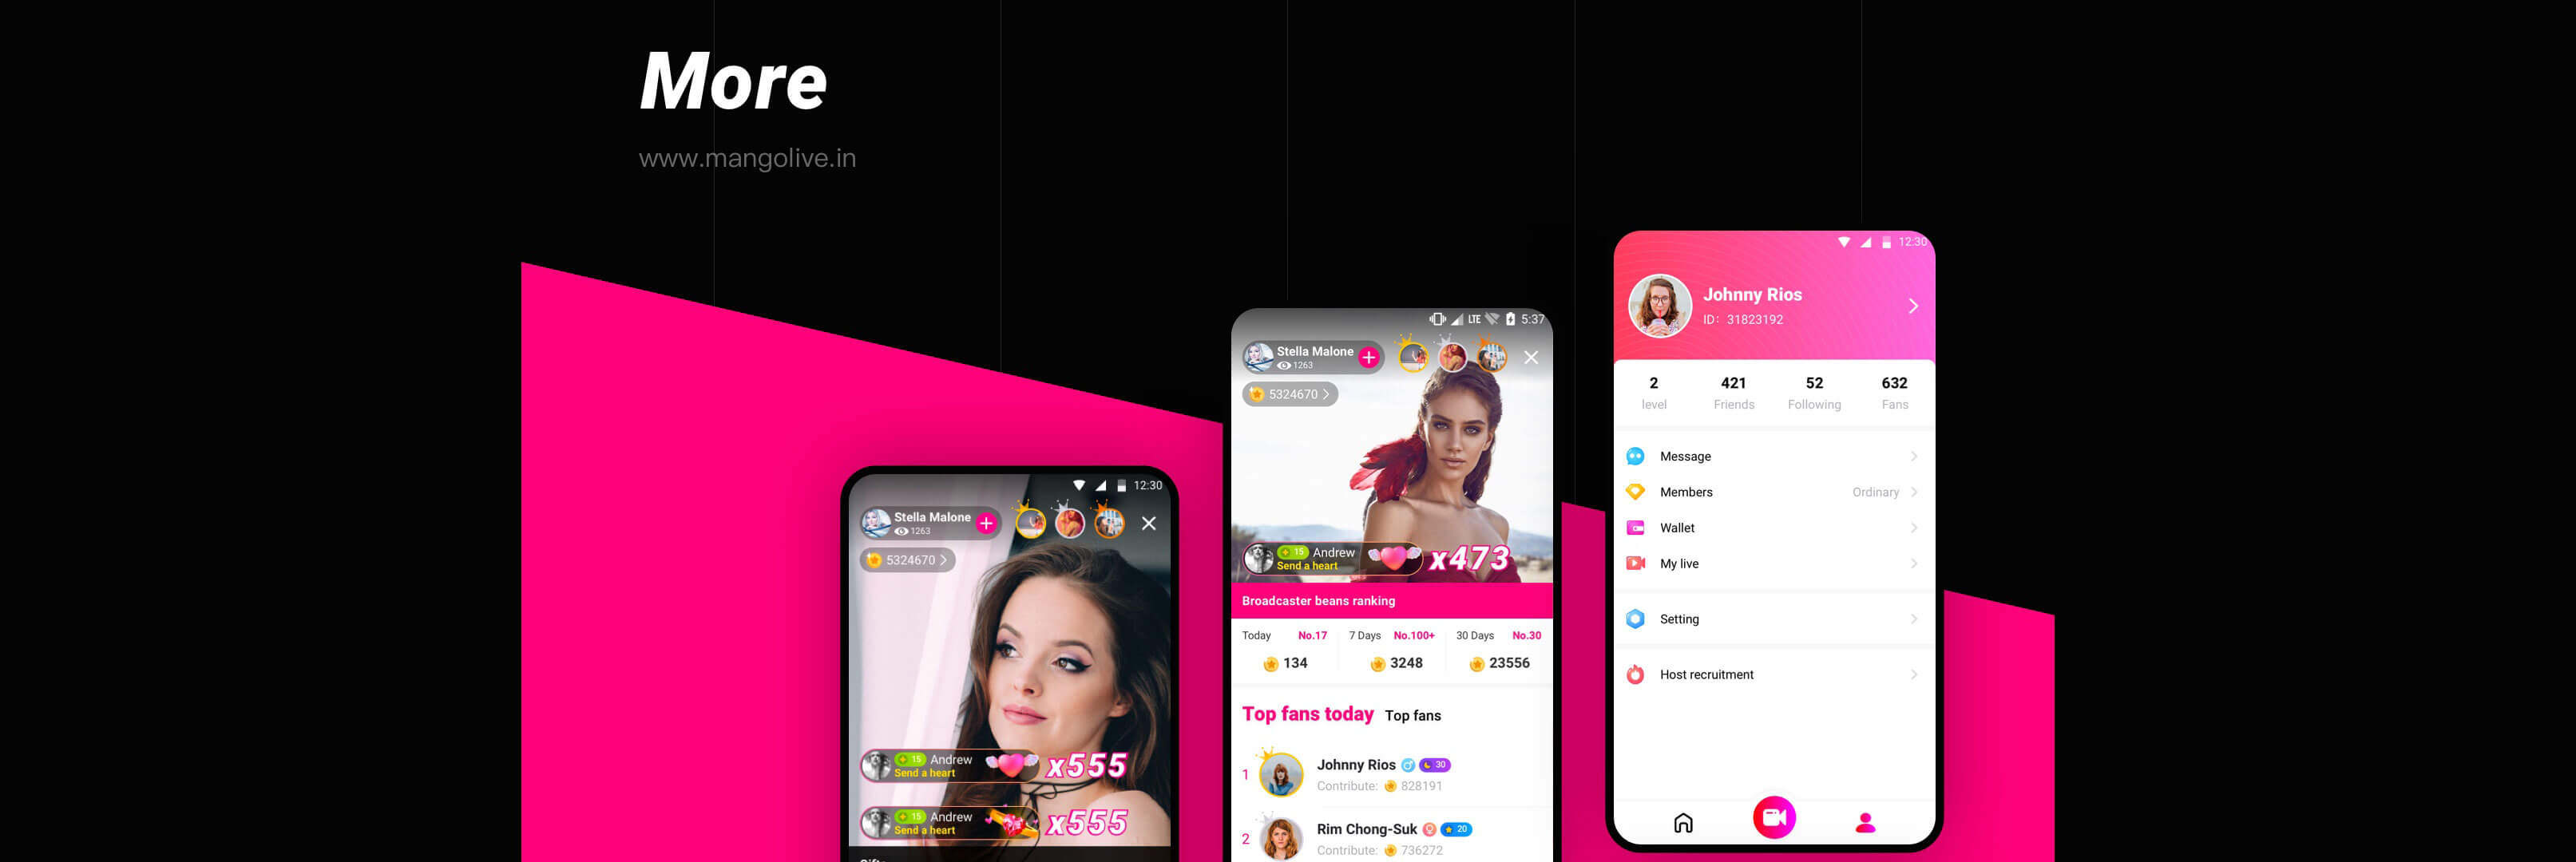 More
www.mangolive.in
12:30
Stella Malone
1263
5324670
15 Andrew
Send a heart
x555
15 Andrew
Send a heart
x555
LTE 5:37
Stella Malone
1263
5324670
15 Andrew
Send a heart
x473
Broadcaster beans ranking
Today No.17 7 Days No.100+ 30 Days No.30
134 3248 23556
Top fans today Top fans
1 Johnny Rios 30
Contribute: 828191
2 Rim Chong-Suk 20
Contribute: 736272
12:30
Johnny Rios
ID: 31823192
2 421 52 632
level Friends Following Fans
Message
Members Ordinary
Wallet
My live
Setting
Host recruitment